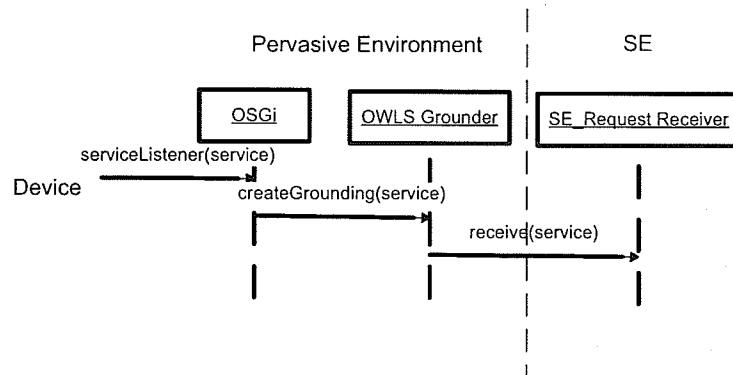 Pervasive Environment
SE
OSGi
OWLS Grounder
SE_Request Receiver
serviceListener(service)
Device
createGrounding(service)
receive(service)